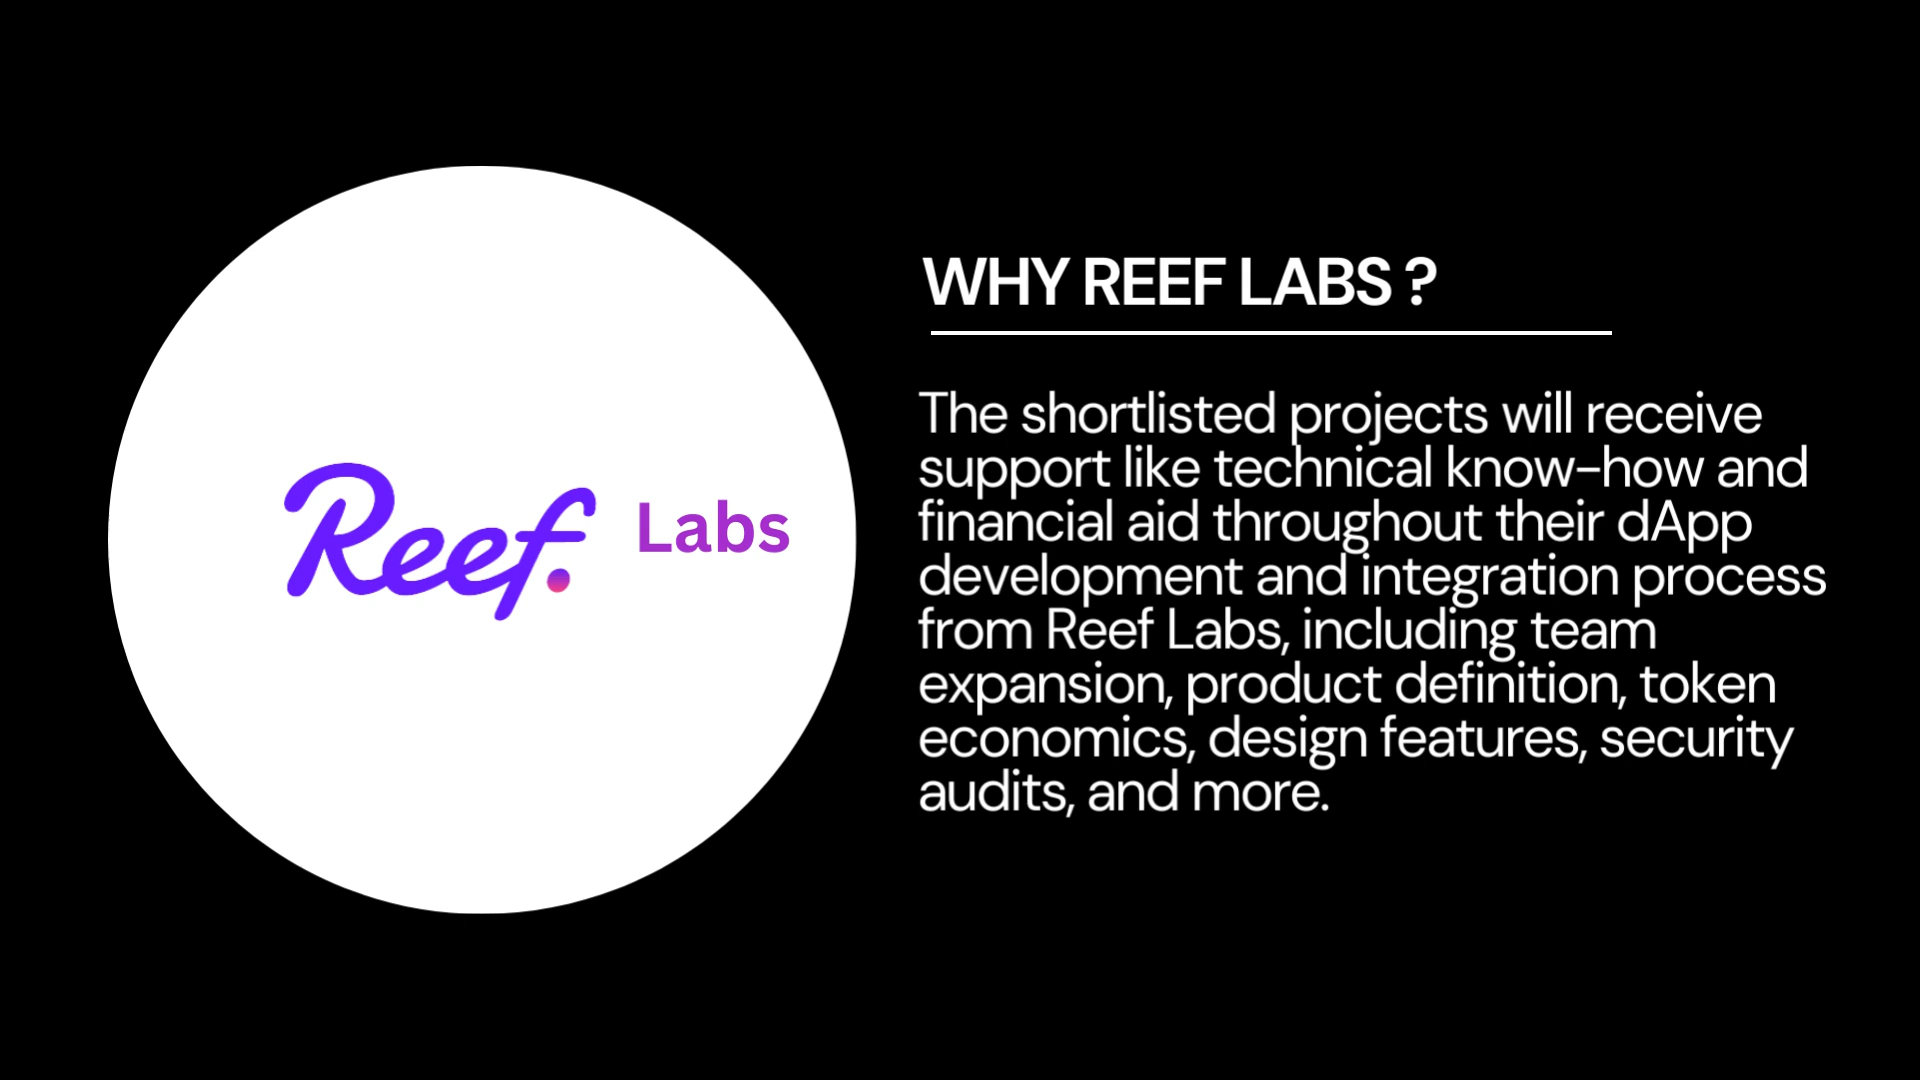 Reef. Labs
WHY REEF LABS ?
The shortlisted projects will receive
support like technical know-how and
financial aid throughout their dApp
development and integration process
from Reef Labs, including team
expansion, product definition, token
economics, design features, security
audits, and more.